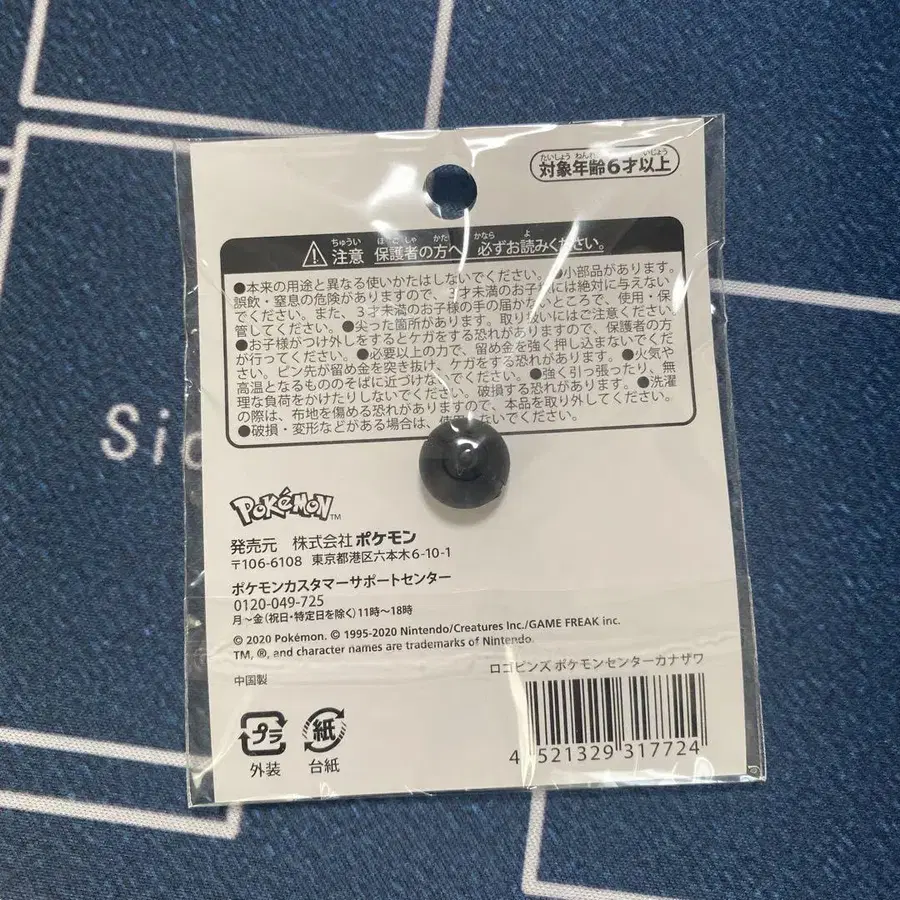 たいしょう ねんれい いじょう
対象年齢6才以上
ちゅうい ほごしゃ かた かなら よ
注意 保護者の方へ 必ずお読みください。
●本来の用途と異なる使いかたはしないでください。●小部品があります。
誤飲・窒息の危険がありますので、3才未満のお子様には絶対に与えない
でください。また、3才未満のお子様の手の届かないところで、使用・保
管してください。●尖った箇所があります。取り扱いにはご注意ください
●お子様がつけ外しをするとケガをする恐れがありますので、保護者の方
が行ってください。●必要以上の力で、留め金を強く押し込まないでくだ
さい。ピン先が留め金を突き抜け、ケガをする恐れがあります。●火気や
高温となるもののそばに近づけないでください。●強く引っ張ったり、無
理な負荷をかけたりしないでください。破損する恐れがあります。●洗濯
の際は、布地を傷める恐れがありますので、本品を取り外してください。
●破損・変形などがある場合は、使用しないでください。
Sid
POKéMON™
発売元 株式会社ポケモン
〒106-6108 東京都港区六本木6-10-1
ポケモンカスタマーサポートセンター
0120-049-725
月～金(祝日・特定日を除く)11時～18時
© 2020 Pokémon. © 1995-2020 Nintendo/Creatures Inc./GAME FREAK inc.
TM, ®, and character names are trademarks of Nintendo.
ロゴピンズ ポケモンセンターカナザワ
中国製
プラ 紙
外装 台紙
4 521329 317724